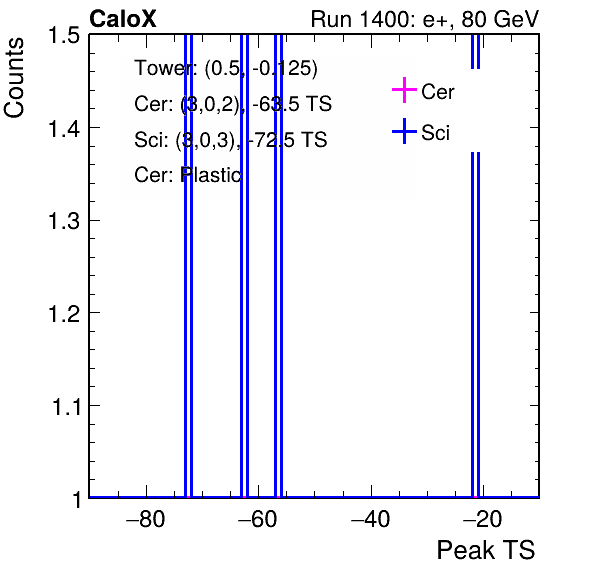 CaloX
Run 1400: e+, 80 GeV
Counts
1.5
1.4
1.3
1.2
1.1
1
Tower: (0.5, -0.125)
Cer: (3,0,2), -63.5 TS
Sci: (3,0,3), -72.5 TS
Cer: Plastic
Cer
Sci
−80
−60
−40
−20
Peak TS